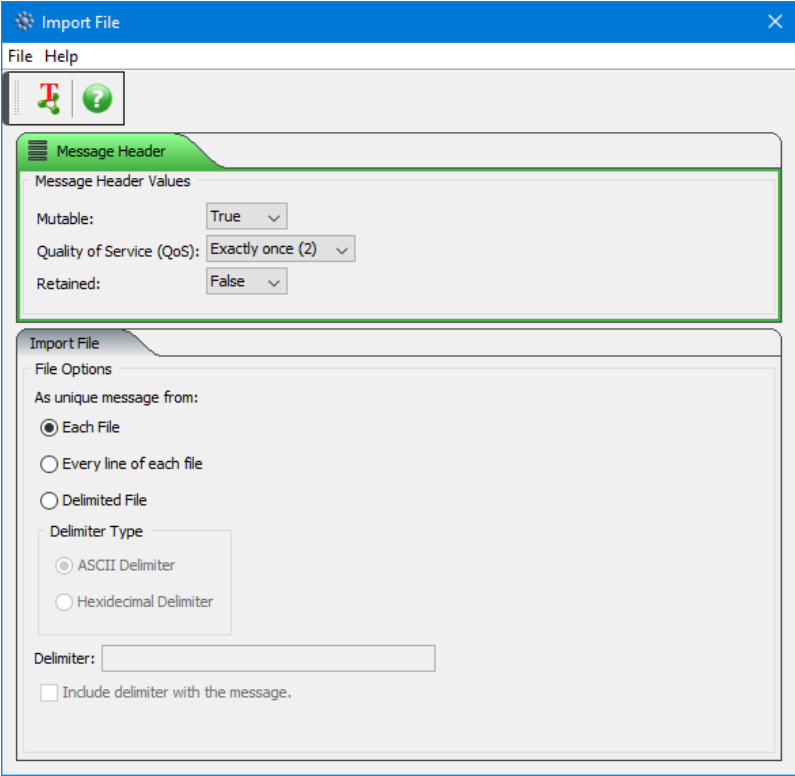 Import File
File Help
T ?
Message Header
Message Header Values
Mutable: True
Quality of Service (QoS): Exactly once (2)
Retained: False
Import File
File Options
As unique message from:
Each File
Every line of each file
Delimited File
Delimiter Type
ASCII Delimiter
Hexidecimal Delimiter
Delimiter:
Include delimiter with the message.